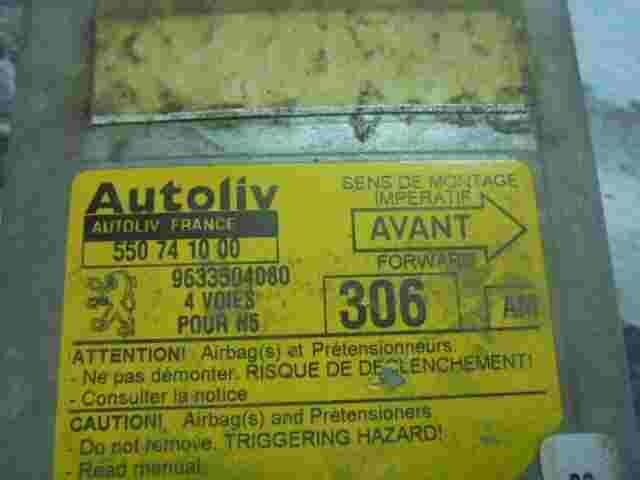 Autoliv
AUTOLIV FRANCE
550 74 10 00
9633504080
4 VOIES
POUR N5
SENS DE MONTAGE
IMPERATIF
AVANT
FORWARD
306
AM
ATTENTION! Airbag(s) et Prétensionneurs
- Ne pas démonter. RISQUE DE DECLENCHEMENT!
- Consulter la notice
CAUTION! Airbag(s) and Prétensioners
- Do not remove. TRIGGERING HAZARD!
- Read manual.